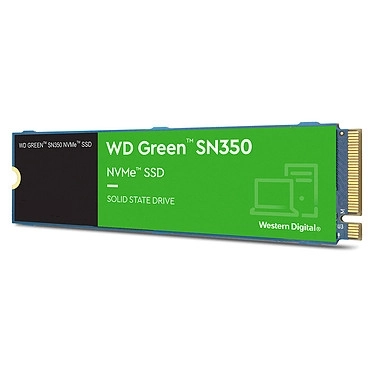 WD GREEN™ SN350 NVMe™ SSD
WD Green™ SN350
NVMe™ SSD
SOLID STATE DRIVE
Western Digital®